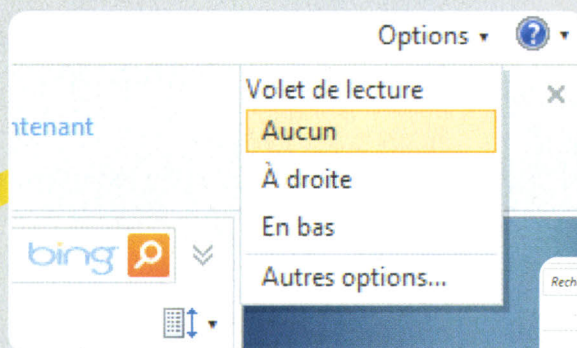 Options
Volet de lecture
ntenant
Aucun
À droite
En bas
bing
Autres options...
Rech